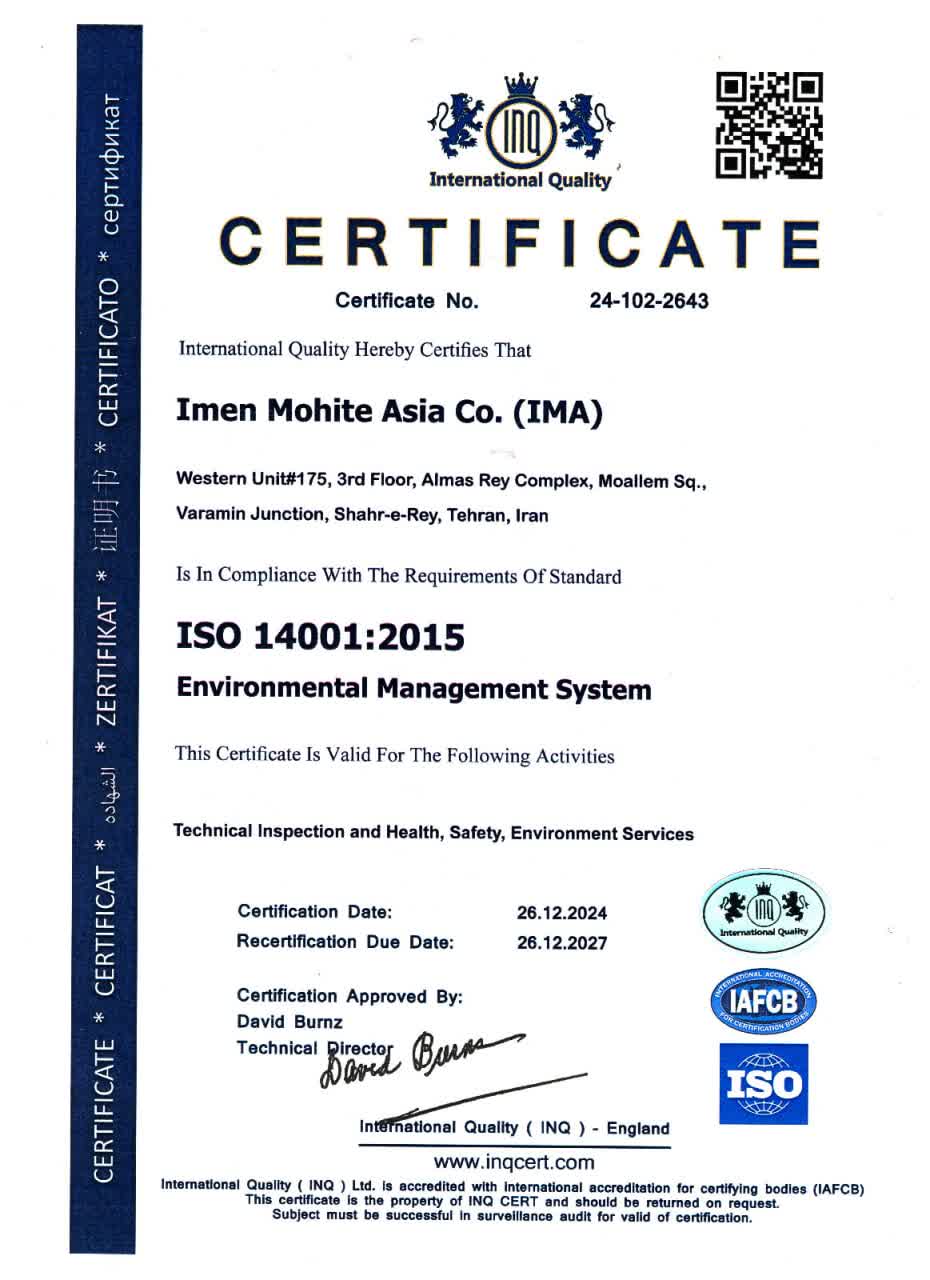 CERTIFICATE * CERTIFICAT * الشهاده * ZERTIFIKAT * 证明书 * CERTIFICATO * сертификат
INQ
International Quality
CERTIFICATE
Certificate No. 24-102-2643
International Quality Hereby Certifies That
Imen Mohite Asia Co. (IMA)
Western Unit#175, 3rd Floor, Almas Rey Complex, Moallem Sq.,
Varamin Junction, Shahr-e-Rey, Tehran, Iran
Is In Compliance With The Requirements Of Standard
ISO 14001:2015
Environmental Management System
This Certificate Is Valid For The Following Activities
Technical Inspection and Health, Safety, Environment Services
Certification Date: 26.12.2024
Recertification Due Date: 26.12.2027
INQ
International Quality
Certification Approved By:
David Burnz
Technical Director
David Burns
INTERNATIONAL ACCREDITATION
IAFCB
FOR CERTIFICATION BODIES
ISO
International Quality ( INQ ) - England
www.inqcert.com
International Quality ( INQ ) Ltd. is accredited with international accreditation for certifying bodies (IAFCB)
This certificate is the property of INQ CERT and should be returned on request.
Subject must be successful in surveillance audit for valid of certification.